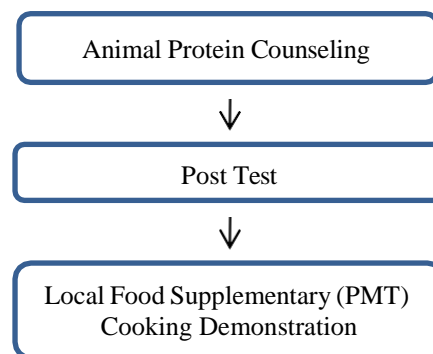 Animal Protein Counseling
Post Test
Local Food Supplementary (PMT)
Cooking Demonstration